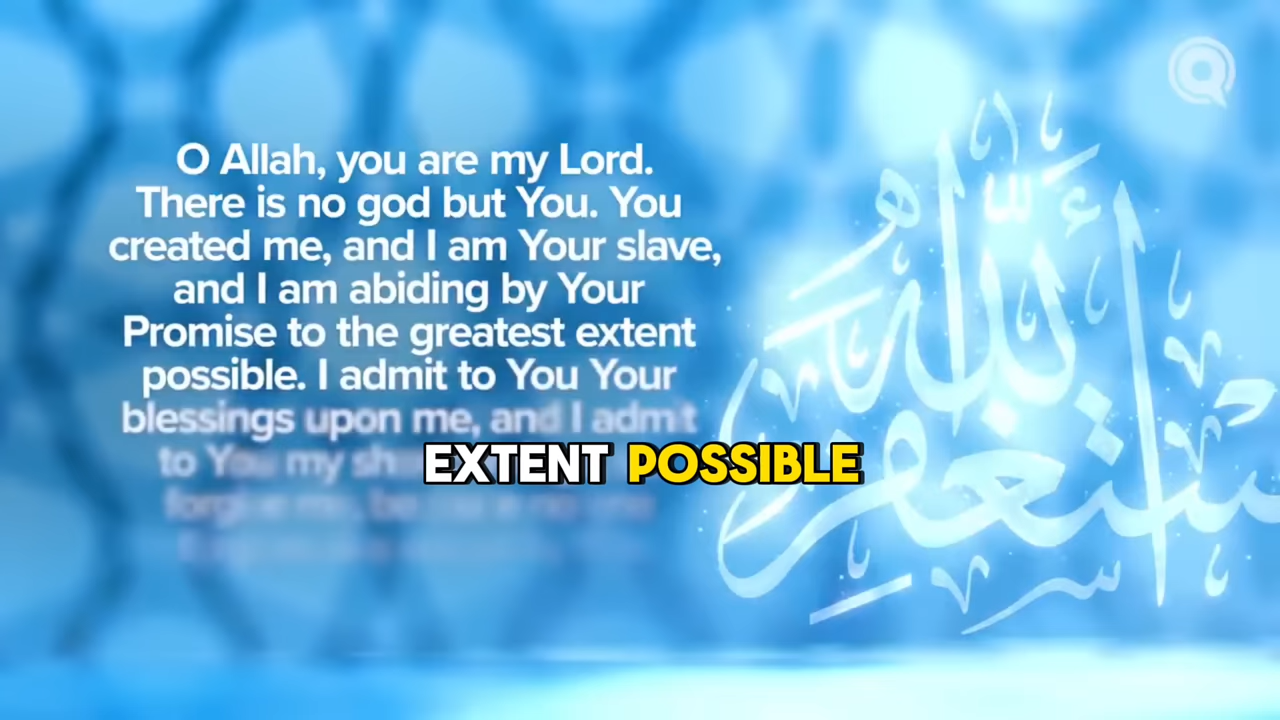 O Allah, you are my Lord.
There is no god but You. You
created me, and I am Your slave,
and I am abiding by Your
Promise to the greatest extent
possible. I admit to You Your
blessings upon me, and I admit
to You my
EXTENT POSSIBLE
أستغفر الله